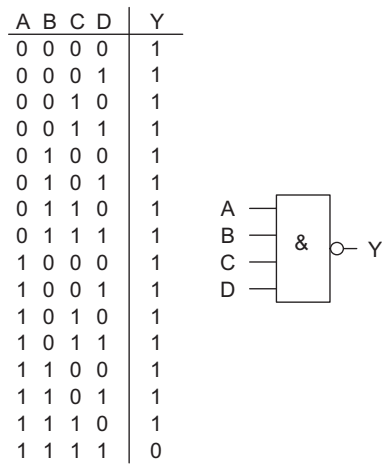 A B C D Y
0 0 0 0 1
0 0 0 1 1
0 0 1 0 1
0 0 1 1 1
0 1 0 0 1
0 1 0 1 1
0 1 1 0 1
0 1 1 1 1
1 0 0 0 1
1 0 0 1 1
1 0 1 0 1
1 0 1 1 1
1 1 0 0 1
1 1 0 1 1
1 1 1 0 1
1 1 1 1 0
A
B
C
D
&
Y